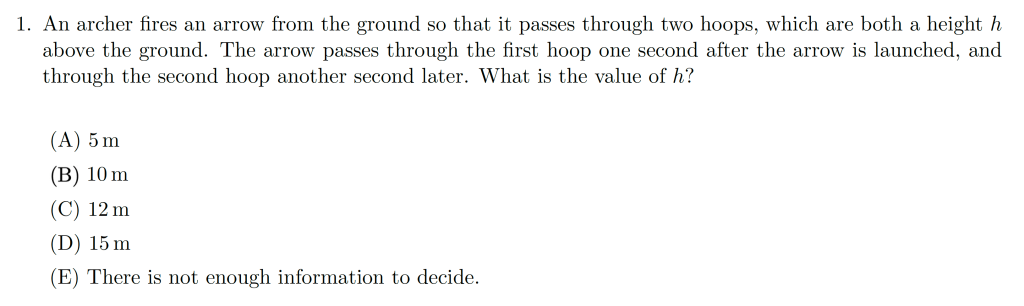 1. An archer fires an arrow from the ground so that it passes through two hoops, which are both a height h
above the ground. The arrow passes through the first hoop one second after the arrow is launched, and
through the second hoop another second later. What is the value of h?
(A) 5 m
(B) 10 m
(C) 12 m
(D) 15 m
(E) There is not enough information to decide.